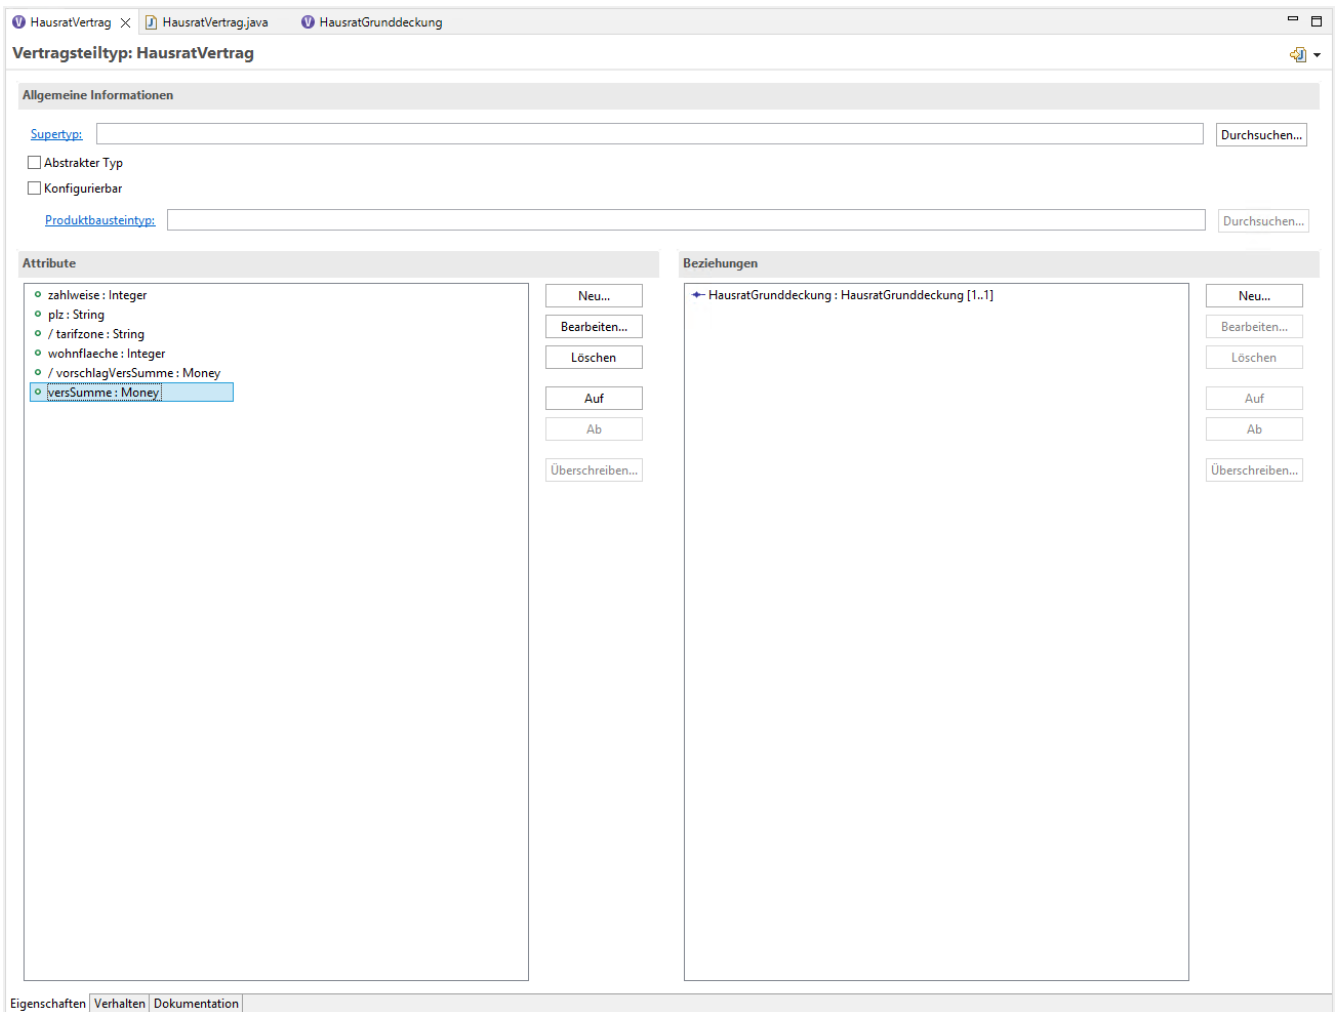 HausratVertrag HausratVertrag.java HausratGrunddeckung
Vertragsteiltyp: HausratVertrag
Allgemeine Informationen
Supertyp: Durchsuchen...
Abstrakter Typ
Konfigurierbar
Produktbausteintyp: Durchsuchen...
Attribute
zahlweise : Integer
plz : String
/ tarifzone : String
wohnflaeche : Integer
/ vorschlagVersSumme : Money
versSumme : Money
Neu...
Bearbeiten...
Löschen
Auf
Ab
Überschreiben...
Beziehungen
HausratGrunddeckung : HausratGrunddeckung [1..1]
Neu...
Bearbeiten...
Löschen
Auf
Ab
Überschreiben...
Eigenschaften Verhalten Dokumentation